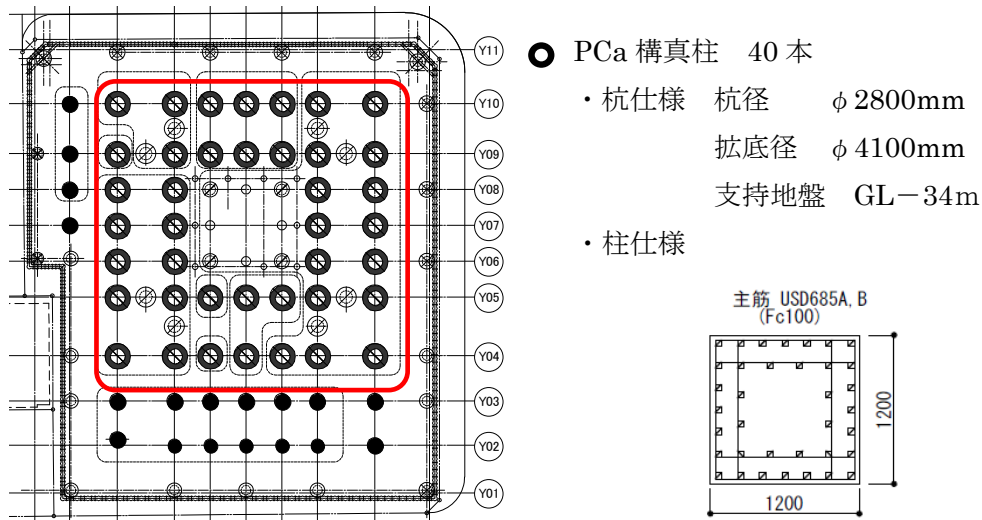 Y11
Y10
Y09
Y08
Y07
Y06
Y05
Y04
Y03
Y02
Y01
PCa 構真柱 40 本
・杭仕様 杭径 φ2800mm
拡底径 φ4100mm
支持地盤 GL－34m
・柱仕様
主筋 USD685A, B
(Fc100)
1200
1200